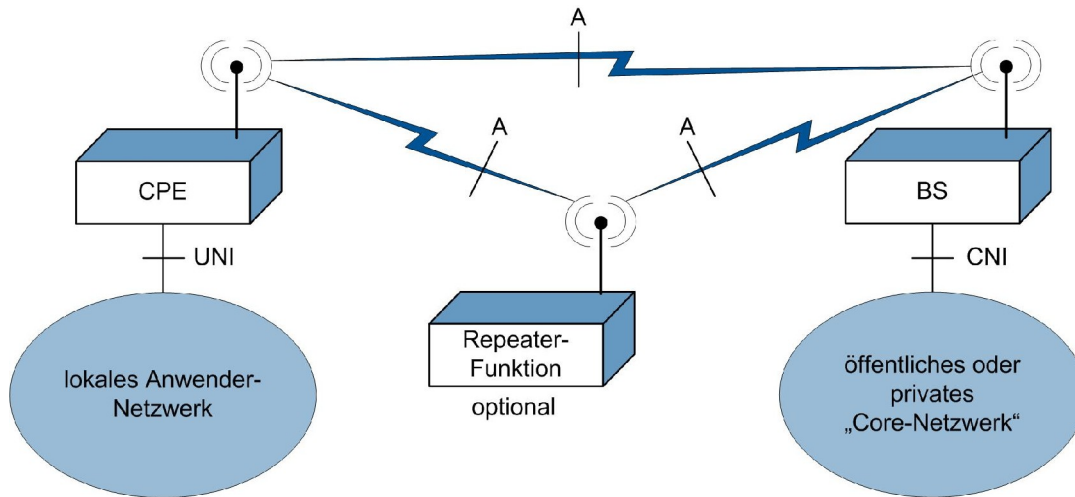 A
CPE
UNI
lokales Anwender-
Netzwerk
A
A
Repeater-
Funktion
optional
BS
CNI
öffentliches oder
privates
„Core-Netzwerk“